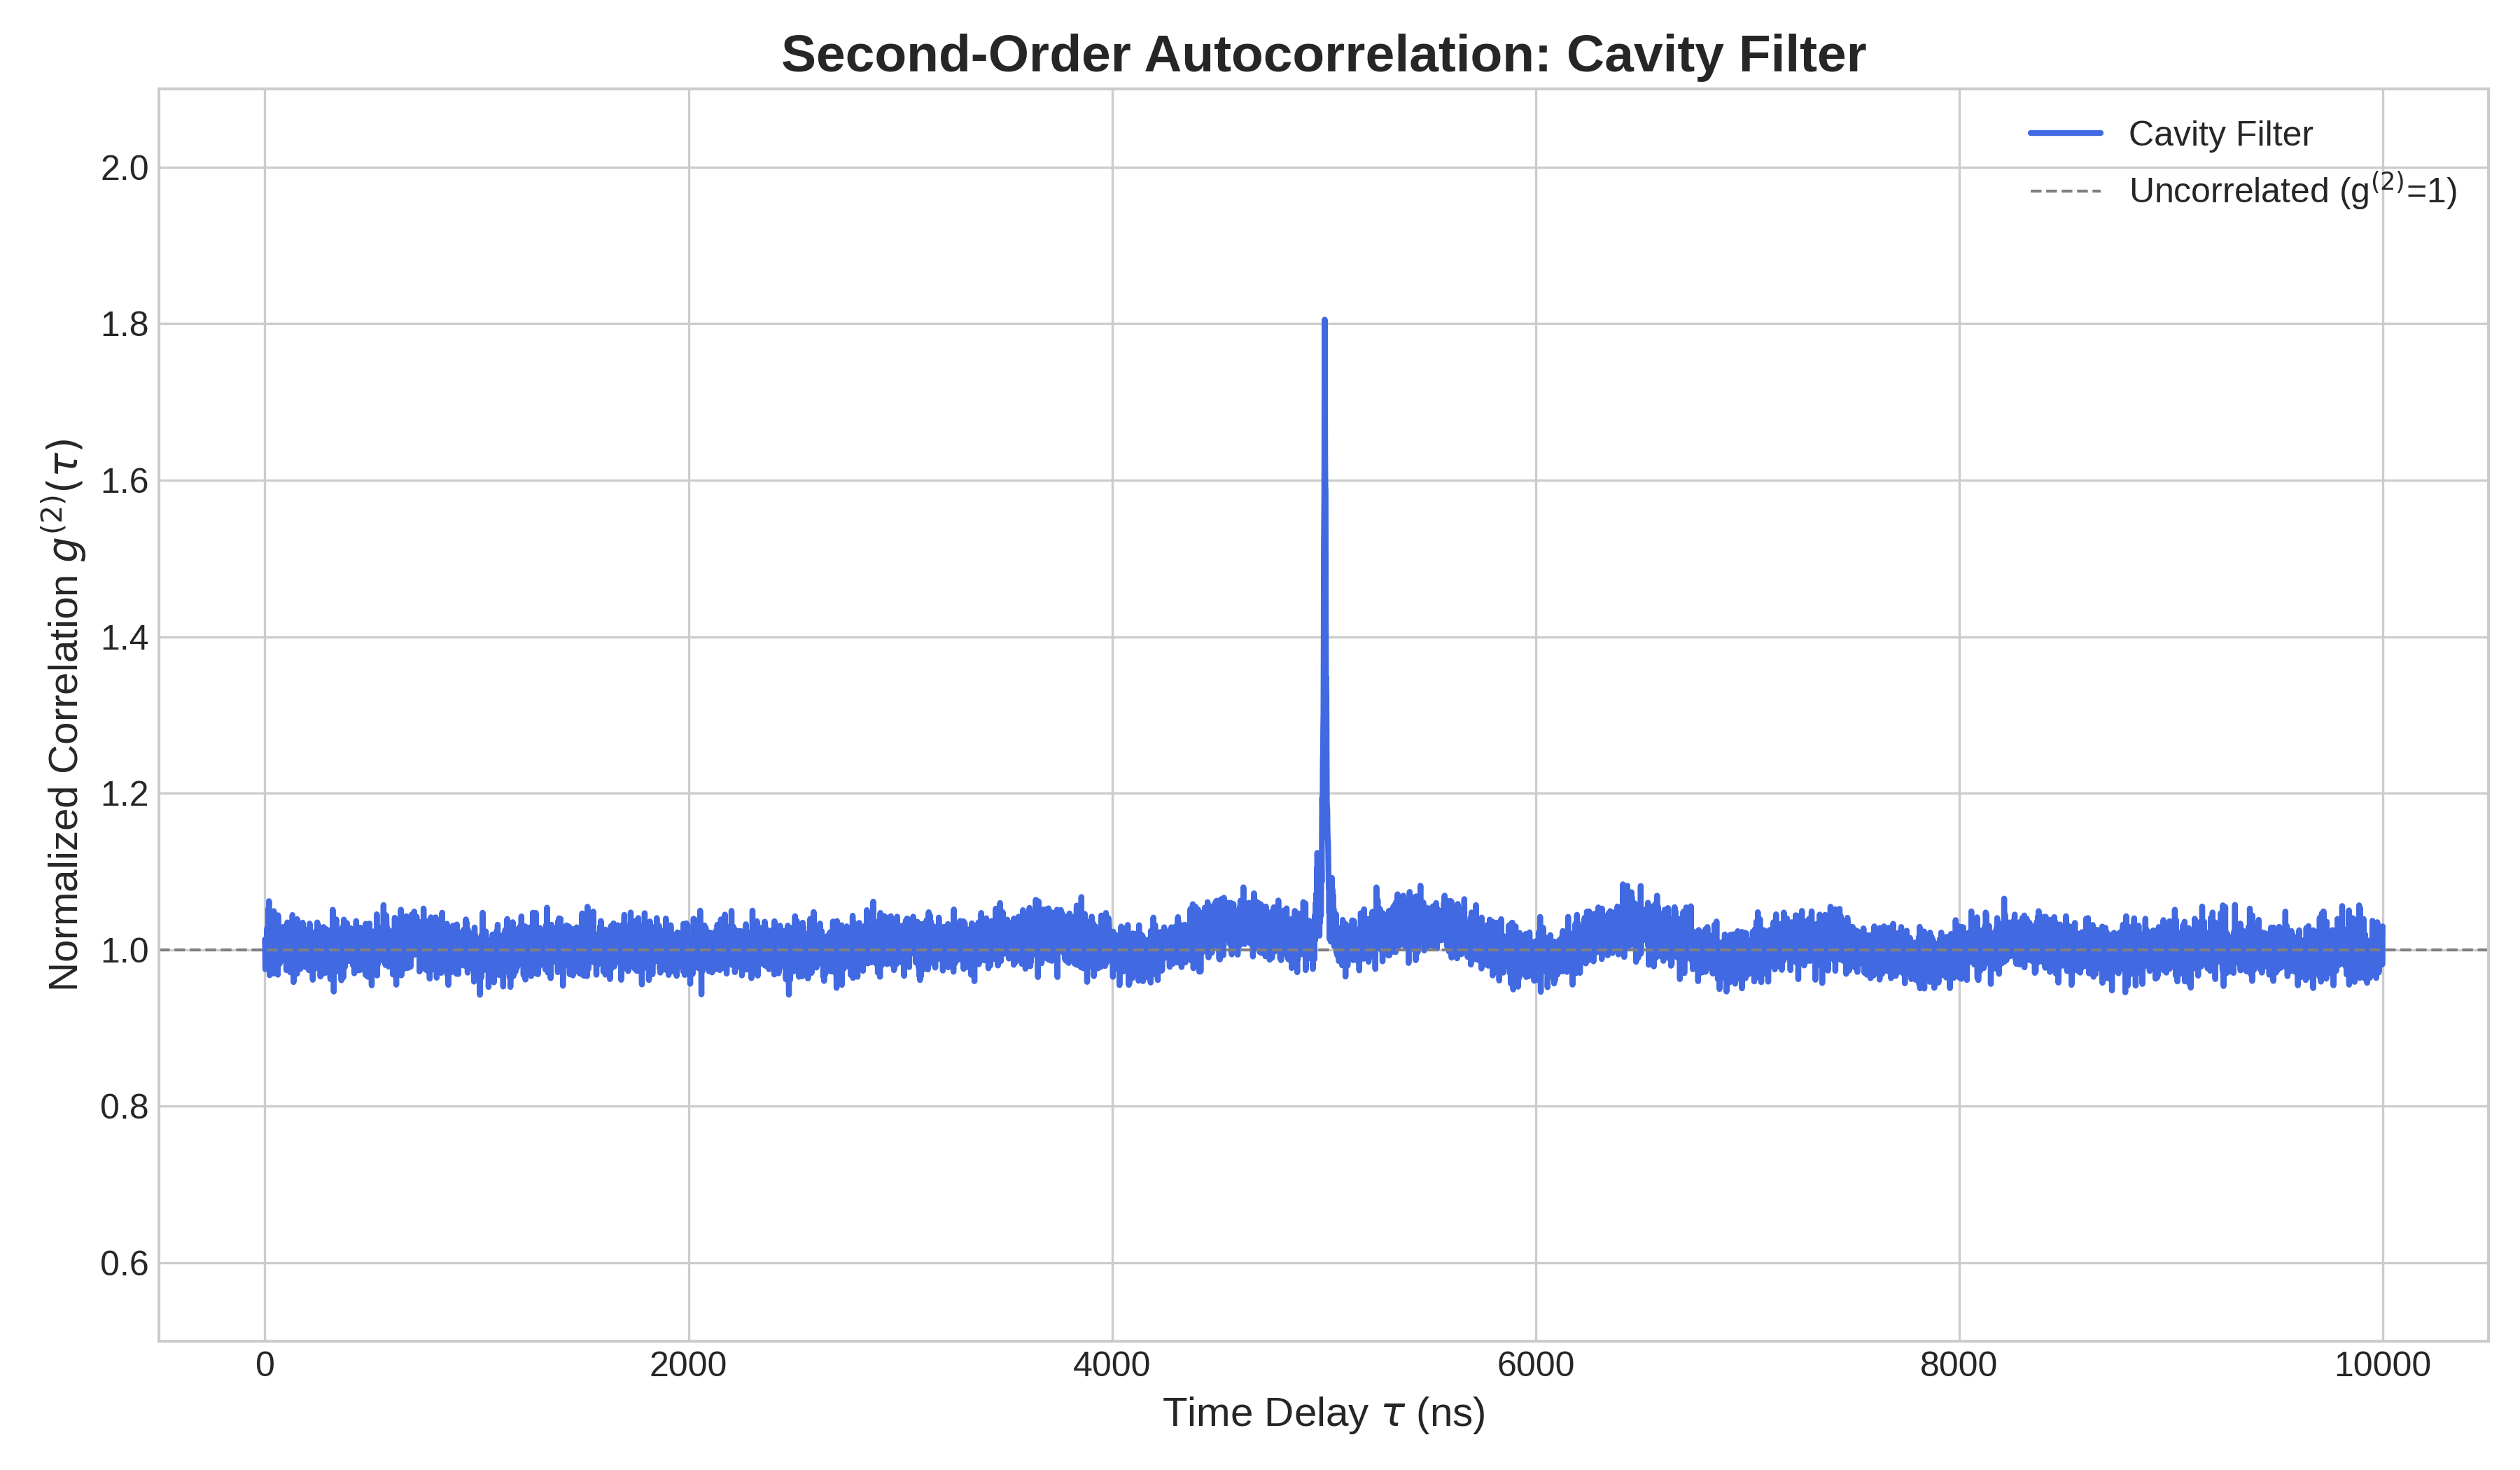 Second-Order Autocorrelation: Cavity Filter
Cavity Filter
Uncorrelated (g⁽²⁾=1)
Normalized Correlation g⁽²⁾(τ)
2.0
1.8
1.6
1.4
1.2
1.0
0.8
0.6
0 2000 4000 6000 8000 10000
Time Delay τ (ns)